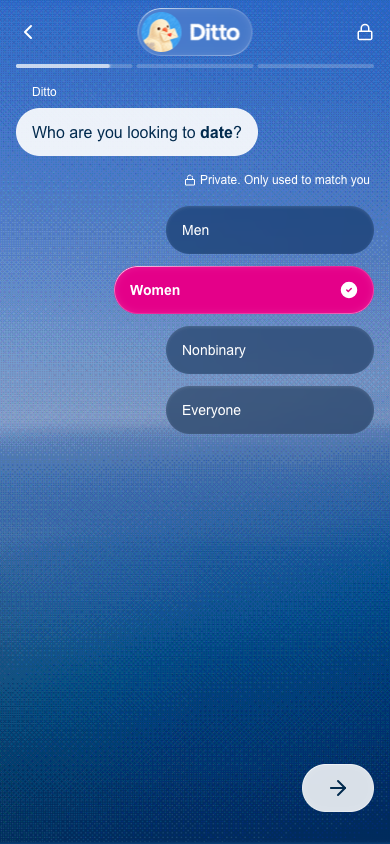 Ditto
Ditto
Who are you looking to date?
Private. Only used to match you
Men
Women
Nonbinary
Everyone